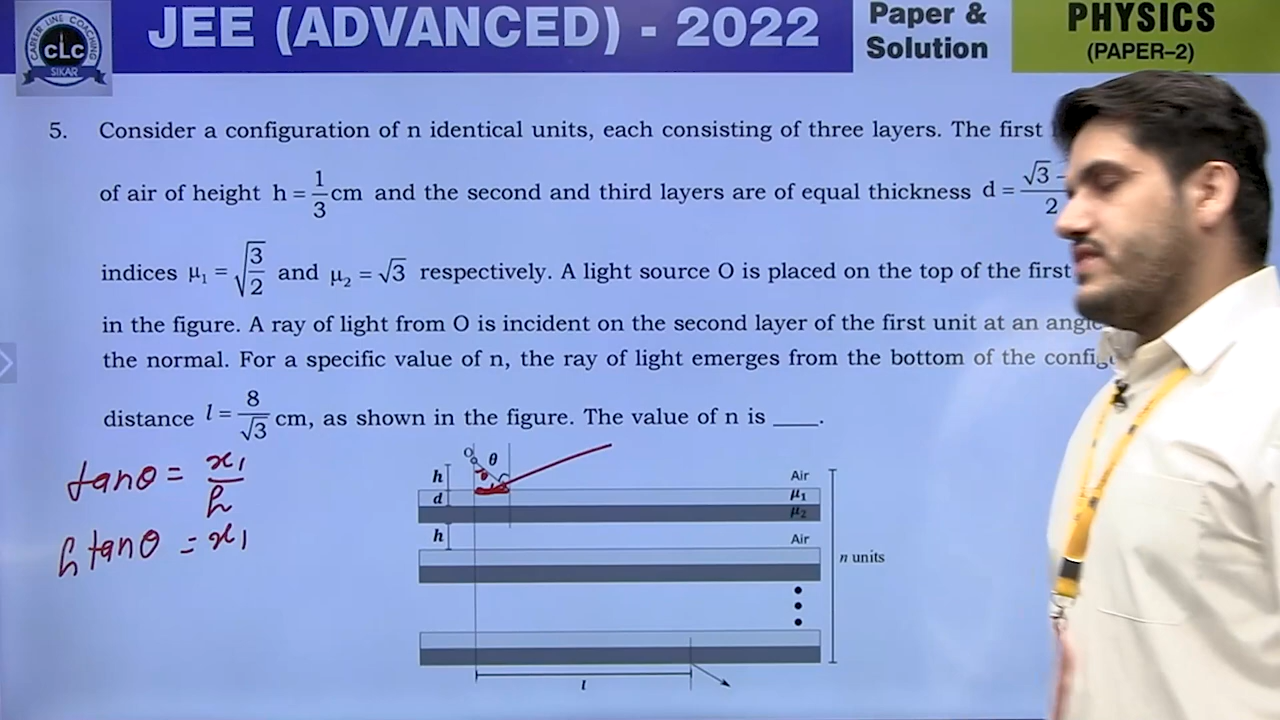 CAREER LINE COACHING
CLC
SIKAR
JEE (ADVANCED) - 2022
Paper &
Solution
PHYSICS
(PAPER–2)
5. Consider a configuration of n identical units, each consisting of three layers. The first
of air of height h = 1/3 cm and the second and third layers are of equal thickness d = √3 - / 2
indices μ₁ = √(3/2) and μ₂ = √3 respectively. A light source O is placed on the top of the first
in the figure. A ray of light from O is incident on the second layer of the first unit at an angle
the normal. For a specific value of n, the ray of light emerges from the bottom of the
distance l = 8/√3 cm, as shown in the figure. The value of n is ____.
tanθ = x₁/h
h tanθ = x₁
O θ
θ
h Air
d μ₁
μ₂
h Air
n units
l